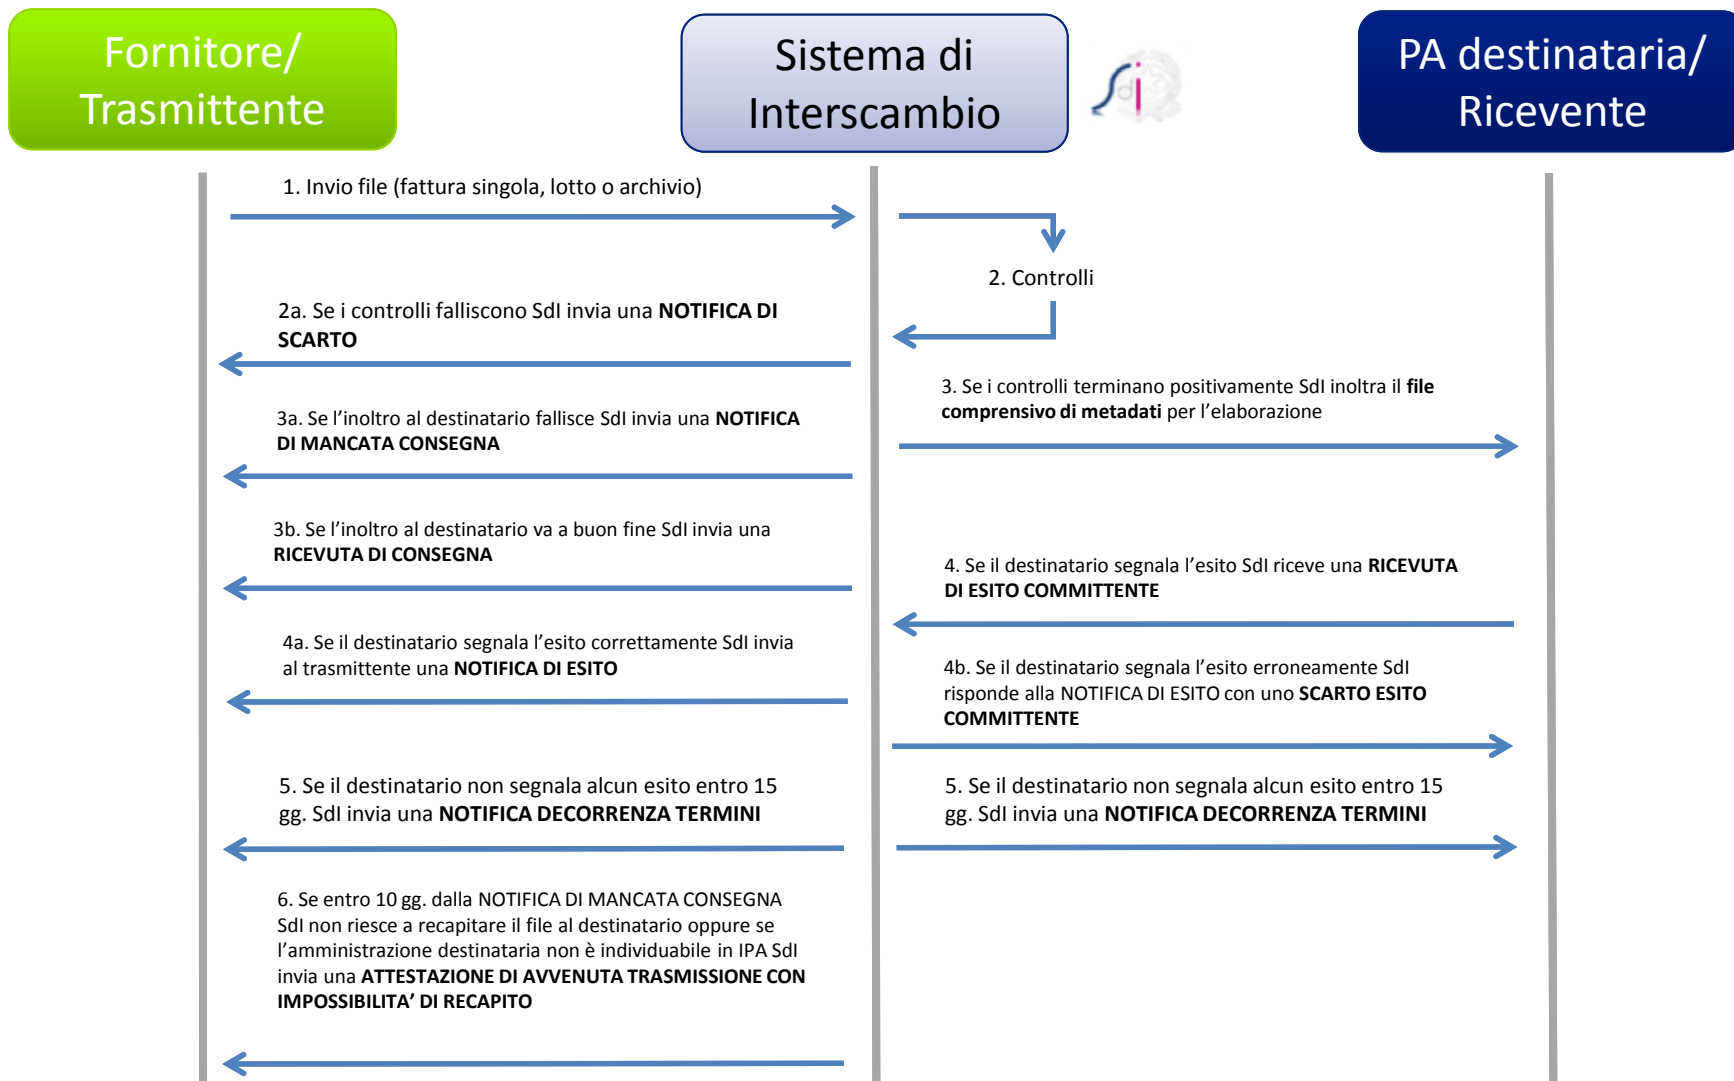 Fornitore/
Trasmittente
Sistema di
Interscambio
SdI
PA destinataria/
Ricevente
1. Invio file (fattura singola, lotto o archivio)
2. Controlli
2a. Se i controlli falliscono SdI invia una NOTIFICA DI
SCARTO
3. Se i controlli terminano positivamente SdI inoltra il file
comprensivo di metadati per l’elaborazione
3a. Se l’inoltro al destinatario fallisce SdI invia una NOTIFICA
DI MANCATA CONSEGNA
3b. Se l’inoltro al destinatario va a buon fine SdI invia una
RICEVUTA DI CONSEGNA
4. Se il destinatario segnala l’esito SdI riceve una RICEVUTA
DI ESITO COMMITTENTE
4a. Se il destinatario segnala l’esito correttamente SdI invia
al trasmittente una NOTIFICA DI ESITO
4b. Se il destinatario segnala l’esito erroneamente SdI
risponde alla NOTIFICA DI ESITO con uno SCARTO ESITO
COMMITTENTE
5. Se il destinatario non segnala alcun esito entro 15
gg. SdI invia una NOTIFICA DECORRENZA TERMINI
5. Se il destinatario non segnala alcun esito entro 15
gg. SdI invia una NOTIFICA DECORRENZA TERMINI
6. Se entro 10 gg. dalla NOTIFICA DI MANCATA CONSEGNA
SdI non riesce a recapitare il file al destinatario oppure se
l’amministrazione destinataria non è individuabile in IPA SdI
invia una ATTESTAZIONE DI AVVENUTA TRASMISSIONE CON
IMPOSSIBILITA’ DI RECAPITO